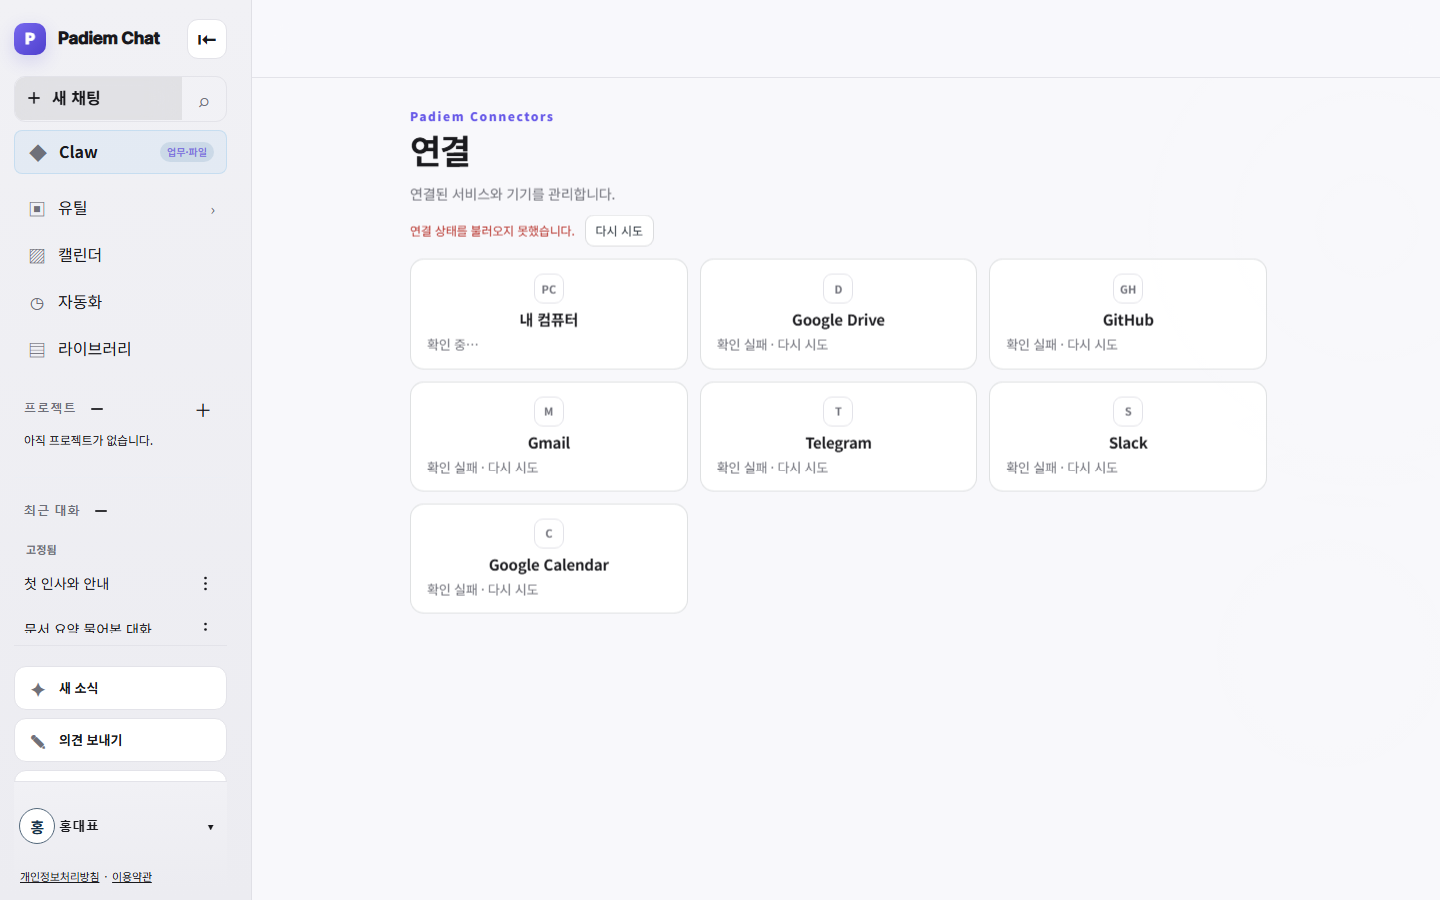 P Padiem Chat
+ 새 채팅
Claw 업무·파일
유틸
캘린더
자동화
라이브러리
프로젝트
아직 프로젝트가 없습니다.
최근 대화
고정됨
첫 인사와 안내
문서 요약 물어본 대화
새 소식
의견 보내기
홍 홍대표
개인정보처리방침 · 이용약관
Padiem Connectors
연결
연결된 서비스와 기기를 관리합니다.
연결 상태를 불러오지 못했습니다. 다시 시도
PC
내 컴퓨터
확인 중…
D
Google Drive
확인 실패 · 다시 시도
GH
GitHub
확인 실패 · 다시 시도
M
Gmail
확인 실패 · 다시 시도
T
Telegram
확인 실패 · 다시 시도
S
Slack
확인 실패 · 다시 시도
C
Google Calendar
확인 실패 · 다시 시도